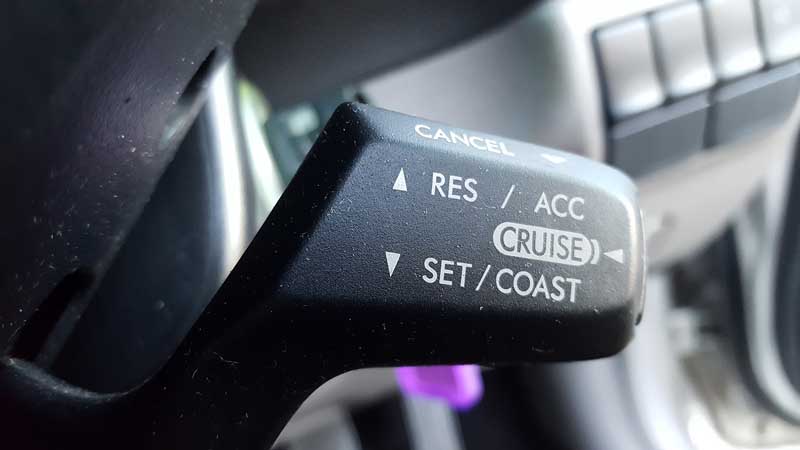 CANCEL
RES / ACC
CRUISE
SET / COAST